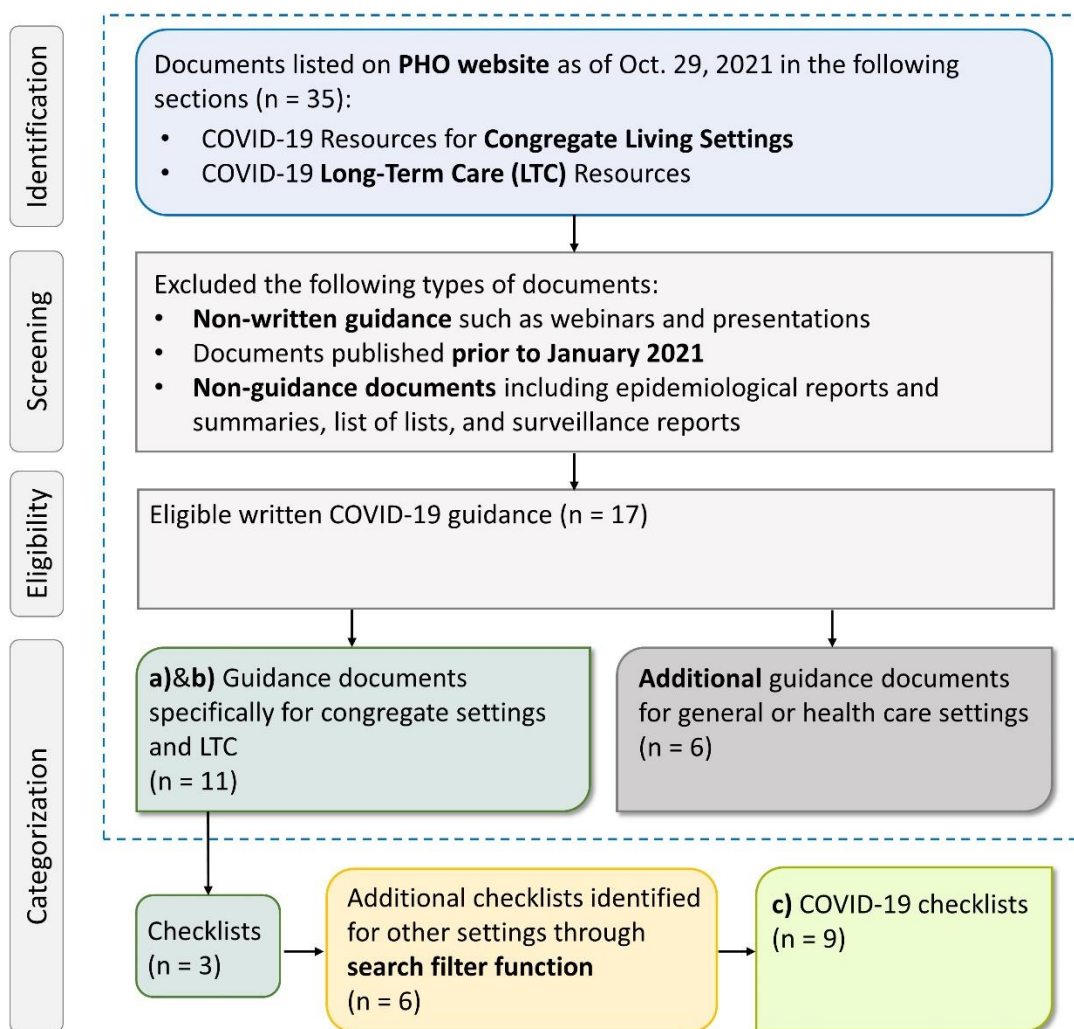 Identification
Documents listed on PHO website as of Oct. 29, 2021 in the following
sections (n = 35):
• COVID-19 Resources for Congregate Living Settings
• COVID-19 Long-Term Care (LTC) Resources
Screening
Excluded the following types of documents:
• Non-written guidance such as webinars and presentations
• Documents published prior to January 2021
• Non-guidance documents including epidemiological reports and
summaries, list of lists, and surveillance reports
Eligibility
Eligible written COVID-19 guidance (n = 17)
Categorization
a)&b) Guidance documents
specifically for congregate settings
and LTC
(n = 11)
Additional guidance documents
for general or health care settings
(n = 6)
Checklists
(n = 3)
Additional checklists identified
for other settings through
search filter function
(n = 6)
c) COVID-19 checklists
(n = 9)